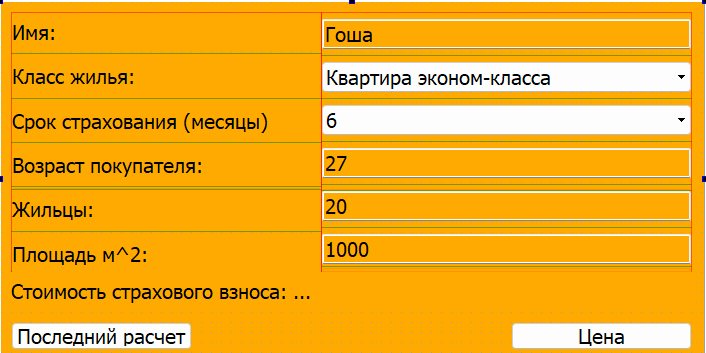 Имя: Гоша
Класс жилья: Квартира эконом-класса
Срок страхования (месяцы) 6
Возраст покупателя: 27
Жильцы: 20
Площадь м^2: 1000
Стоимость страхового взноса: ...
Последний расчет Цена